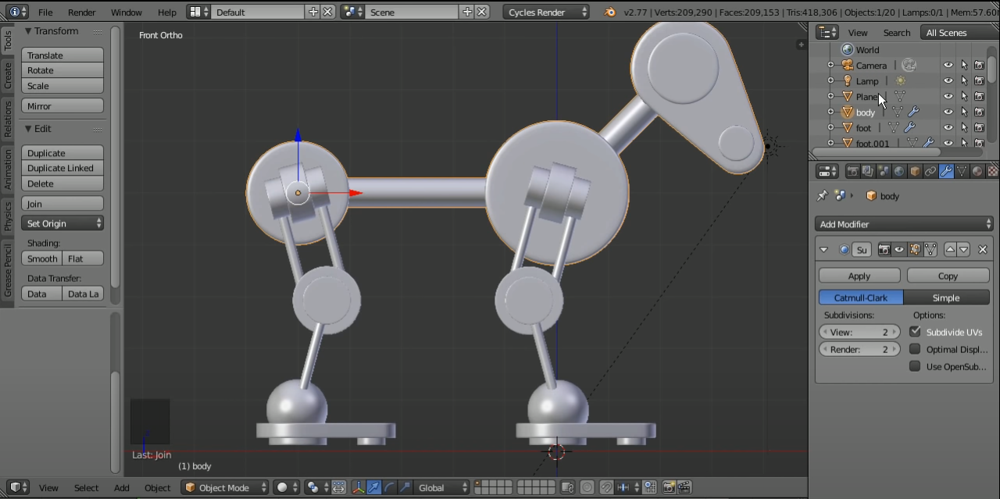 File Render Window Help Default Scene Cycles Render v2.77 | Verts:209,290 | Faces:209,153 | Tris:418,306 | Objects:1/20 | Lamps:0/1 | Mem:57.60
Tools
Create
Relations
Animation
Physics
Grease Pencil
Transform
Translate
Rotate
Scale
Mirror
Edit
Duplicate
Duplicate Linked
Delete
Join
Set Origin
Shading:
Smooth Flat
Data Transfer:
Data Data La
Front Ortho
Last: Join
(1) body
View Select Add Object Object Mode Global
View Search All Scenes
World
Camera
Lamp
Plane
body
foot
foot.001
body
Add Modifier
Su
Apply Copy
Catmull-Clark Simple
Subdivisions: Options:
View: 2 Subdivide UVs
Render: 2 Optimal Displ...
Use OpenSub...